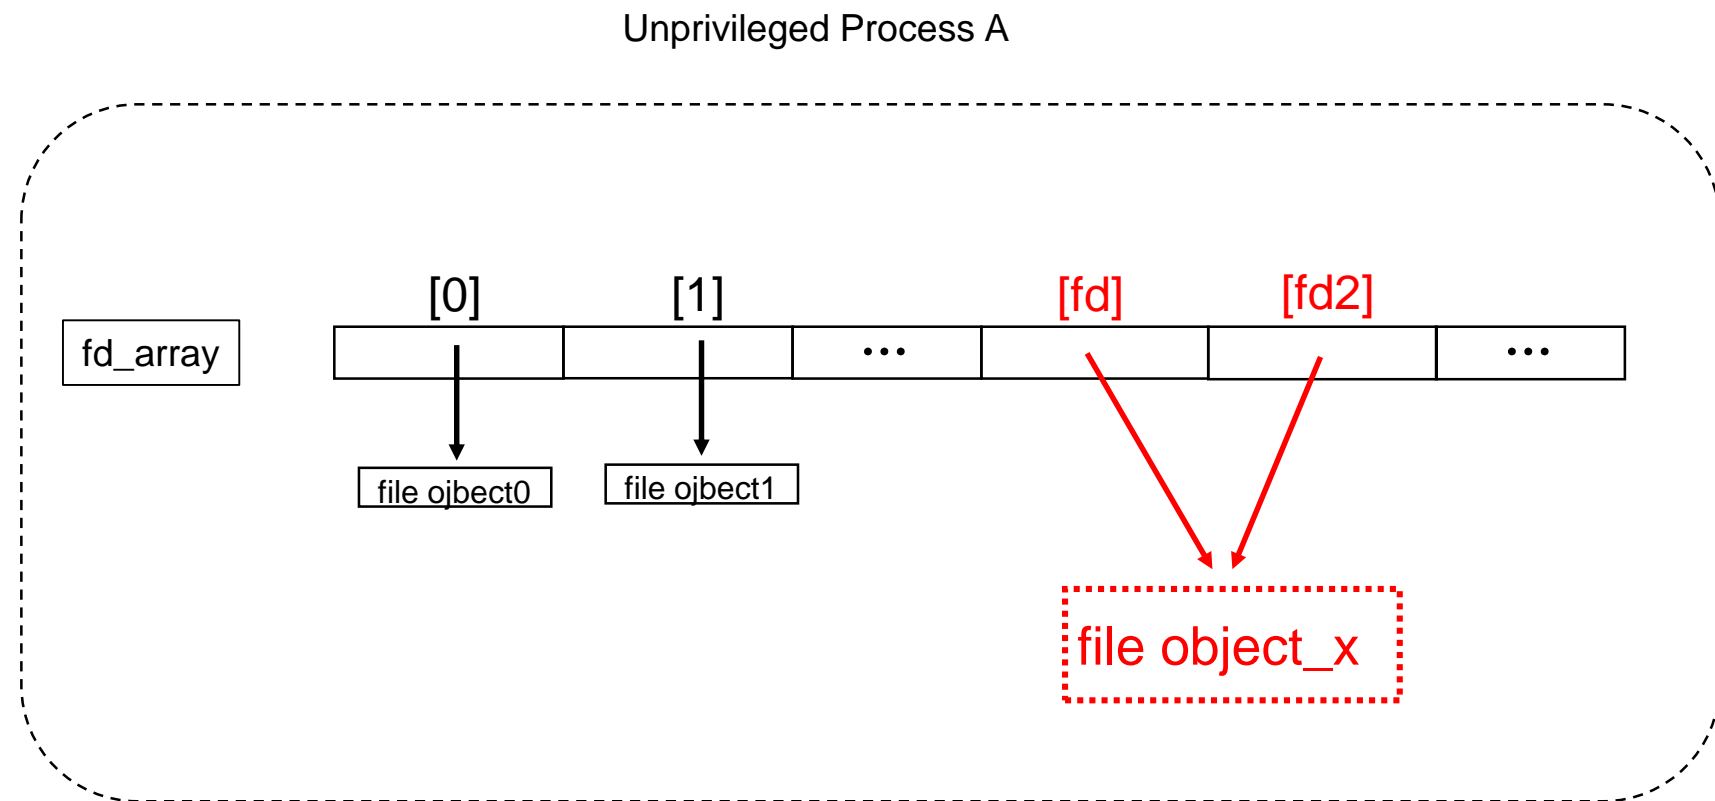 Unprivileged Process A
[0]
[1]
[fd]
[fd2]
fd_array
...
...
file ojbect0
file ojbect1
file object_x